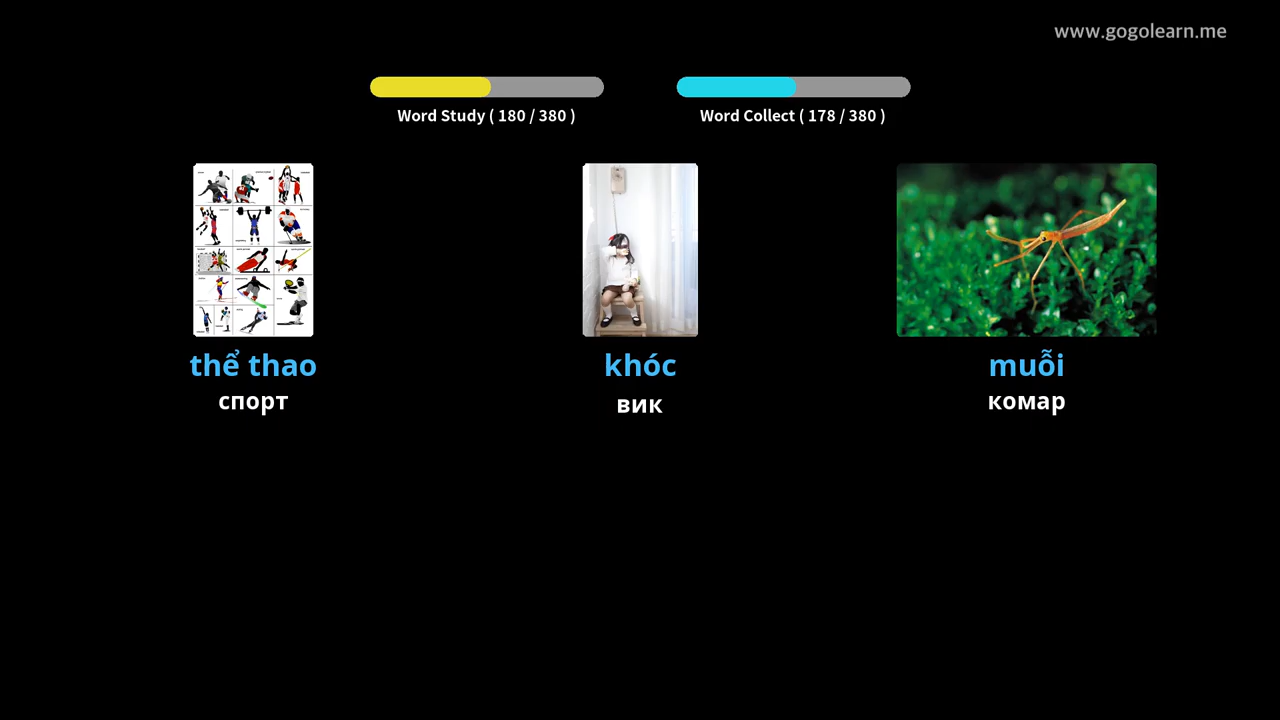 www.gogolearn.me
Word Study ( 180 / 380 )
Word Collect ( 178 / 380 )
thể thao
khóc
muỗi
спорт
вик
комар